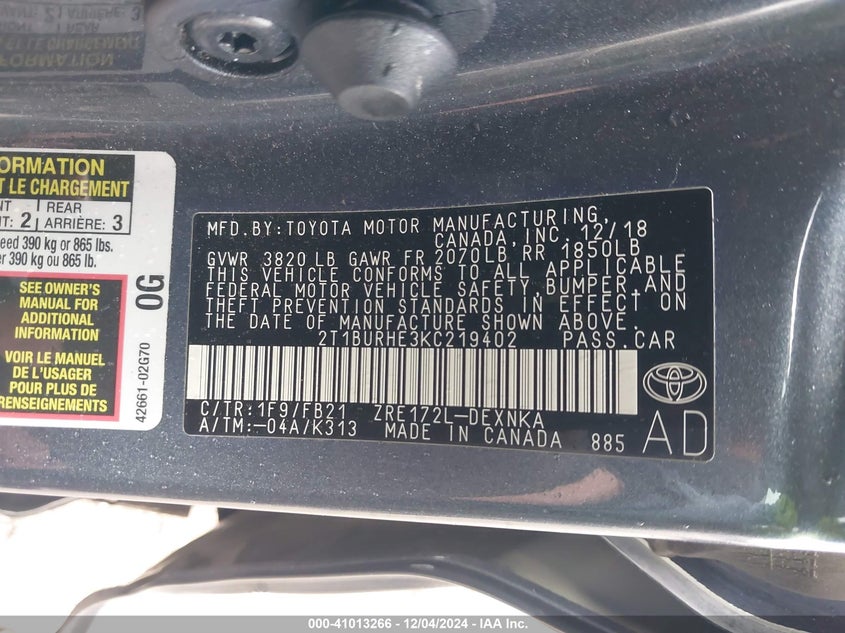 ORMATION
T LE CHARGEMENT
NT
T: 2
REAR
ARRIÈRE: 3
eed 390 kg or 865 lbs.
er 390 kg ou 865 lb.
SEE OWNER'S
MANUAL FOR
ADDITIONAL
INFORMATION
VOIR LE MANUEL
DE L'USAGER
POUR PLUS DE
RENSEIGNEMENTS
0G
42661-02G70
MFD.BY:TOYOTA MOTOR MANUFACTURING,
CANADA,INC. 12/18
GVWR 3820 LB GAWR FR 2070LB RR 1850LB
THIS VEHICLE CONFORMS TO ALL APPLICABLE
FEDERAL MOTOR VEHICLE SAFETY, BUMPER,AND
THEFT PREVENTION STANDARDS IN EFFECT ON
THE DATE OF MANUFACTURE SHOWN ABOVE.
2T1BURHE3KC219402 PASS.CAR
C/TR:1F9/FB21 ZRE172L-DEXNKA
A/TM:-04A/K313 MADE IN CANADA 885
AD
000-41013266 - 12/04/2024 - IAA Inc.